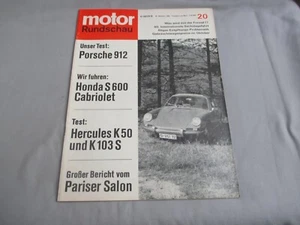 motor
Rundschau
20
Unser Test:
Porsche 912
Wir fuhren:
Honda S 600
Cabriolet
Test:
Hercules K 50
und K 103 S
Großer Bericht vom
Pariser Salon